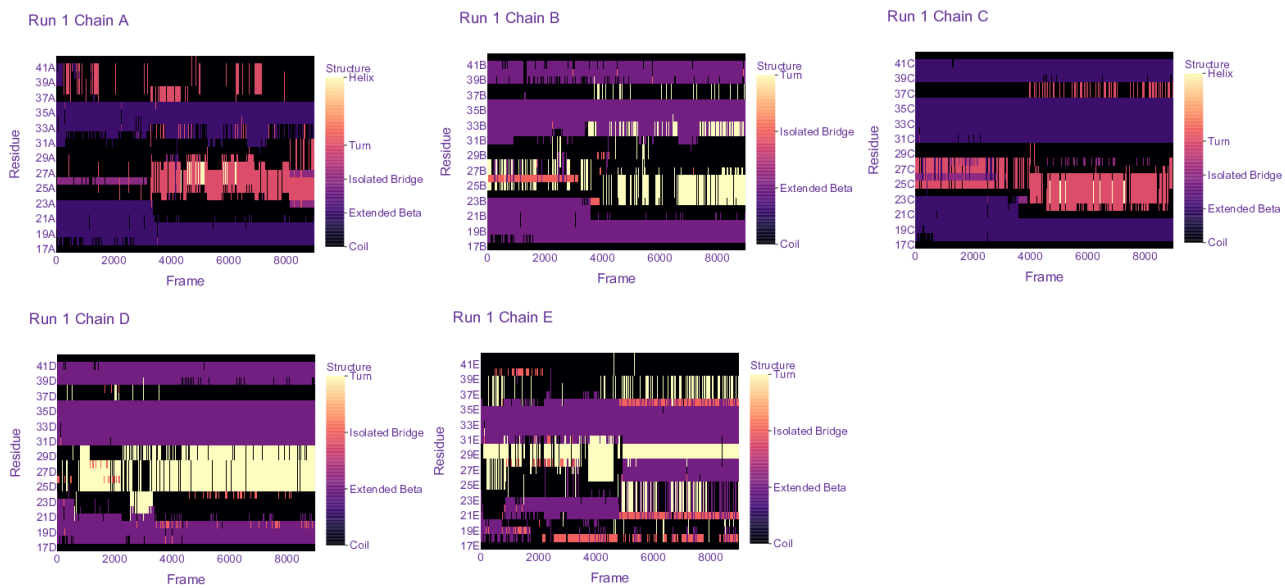 Run 1 Chain A
Structure
Helix
Turn
Isolated Bridge
Extended Beta
Coil
Residue
41A
39A
37A
35A
33A
31A
29A
27A
25A
23A
21A
19A
17A
0 2000 4000 6000 8000
Frame
Run 1 Chain B
Structure
Turn
Isolated Bridge
Extended Beta
Coil
Residue
41B
39B
37B
35B
33B
31B
29B
27B
25B
23B
21B
19B
17B
0 2000 4000 6000 8000
Frame
Run 1 Chain C
Structure
Helix
Turn
Isolated Bridge
Extended Beta
Coil
Residue
41C
39C
37C
35C
33C
31C
29C
27C
25C
23C
21C
19C
17C
0 2000 4000 6000 8000
Frame
Run 1 Chain D
Structure
Turn
Isolated Bridge
Extended Beta
Coil
Residue
41D
39D
37D
35D
33D
31D
29D
27D
25D
23D
21D
19D
17D
0 2000 4000 6000 8000
Frame
Run 1 Chain E
Structure
Turn
Isolated Bridge
Extended Beta
Coil
Residue
41E
39E
37E
35E
33E
31E
29E
27E
25E
23E
21E
19E
17E
0 2000 4000 6000 8000
Frame